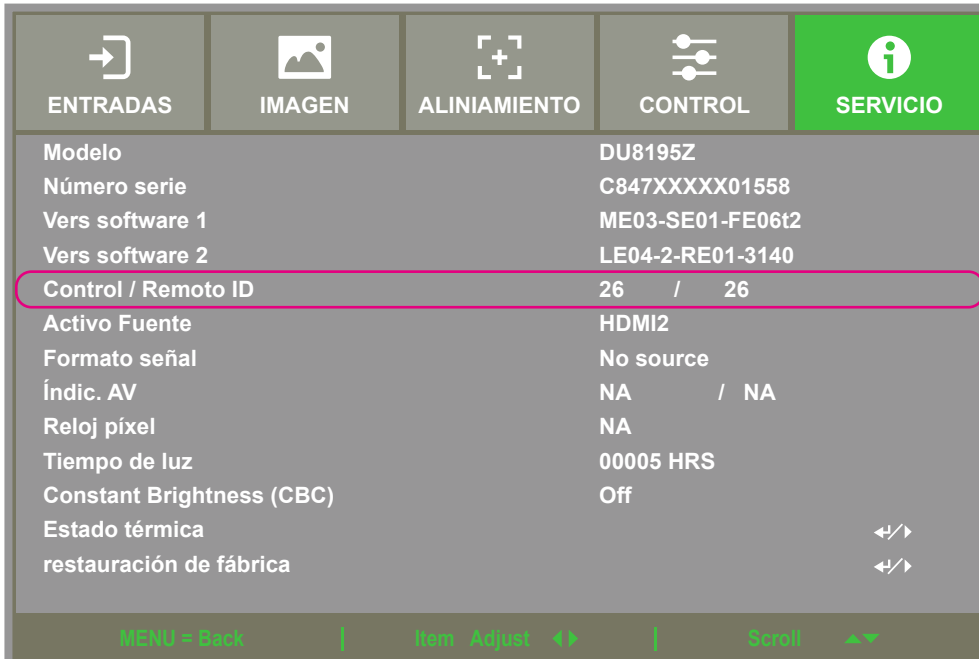 ENTRADAS IMAGEN ALINIAMIENTO CONTROL SERVICIO
Modelo DU8195Z
Número serie C847XXXXX01558
Vers software 1 ME03-SE01-FE06t2
Vers software 2 LE04-2-RE01-3140
Control / Remoto ID 26 / 26
Activo Fuente HDMI2
Formato señal No source
Índic. AV NA / NA
Reloj píxel NA
Tiempo de luz 00005 HRS
Constant Brightness (CBC) Off
Estado térmica
restauración de fábrica
MENU = Back | Item Adjust | Scroll